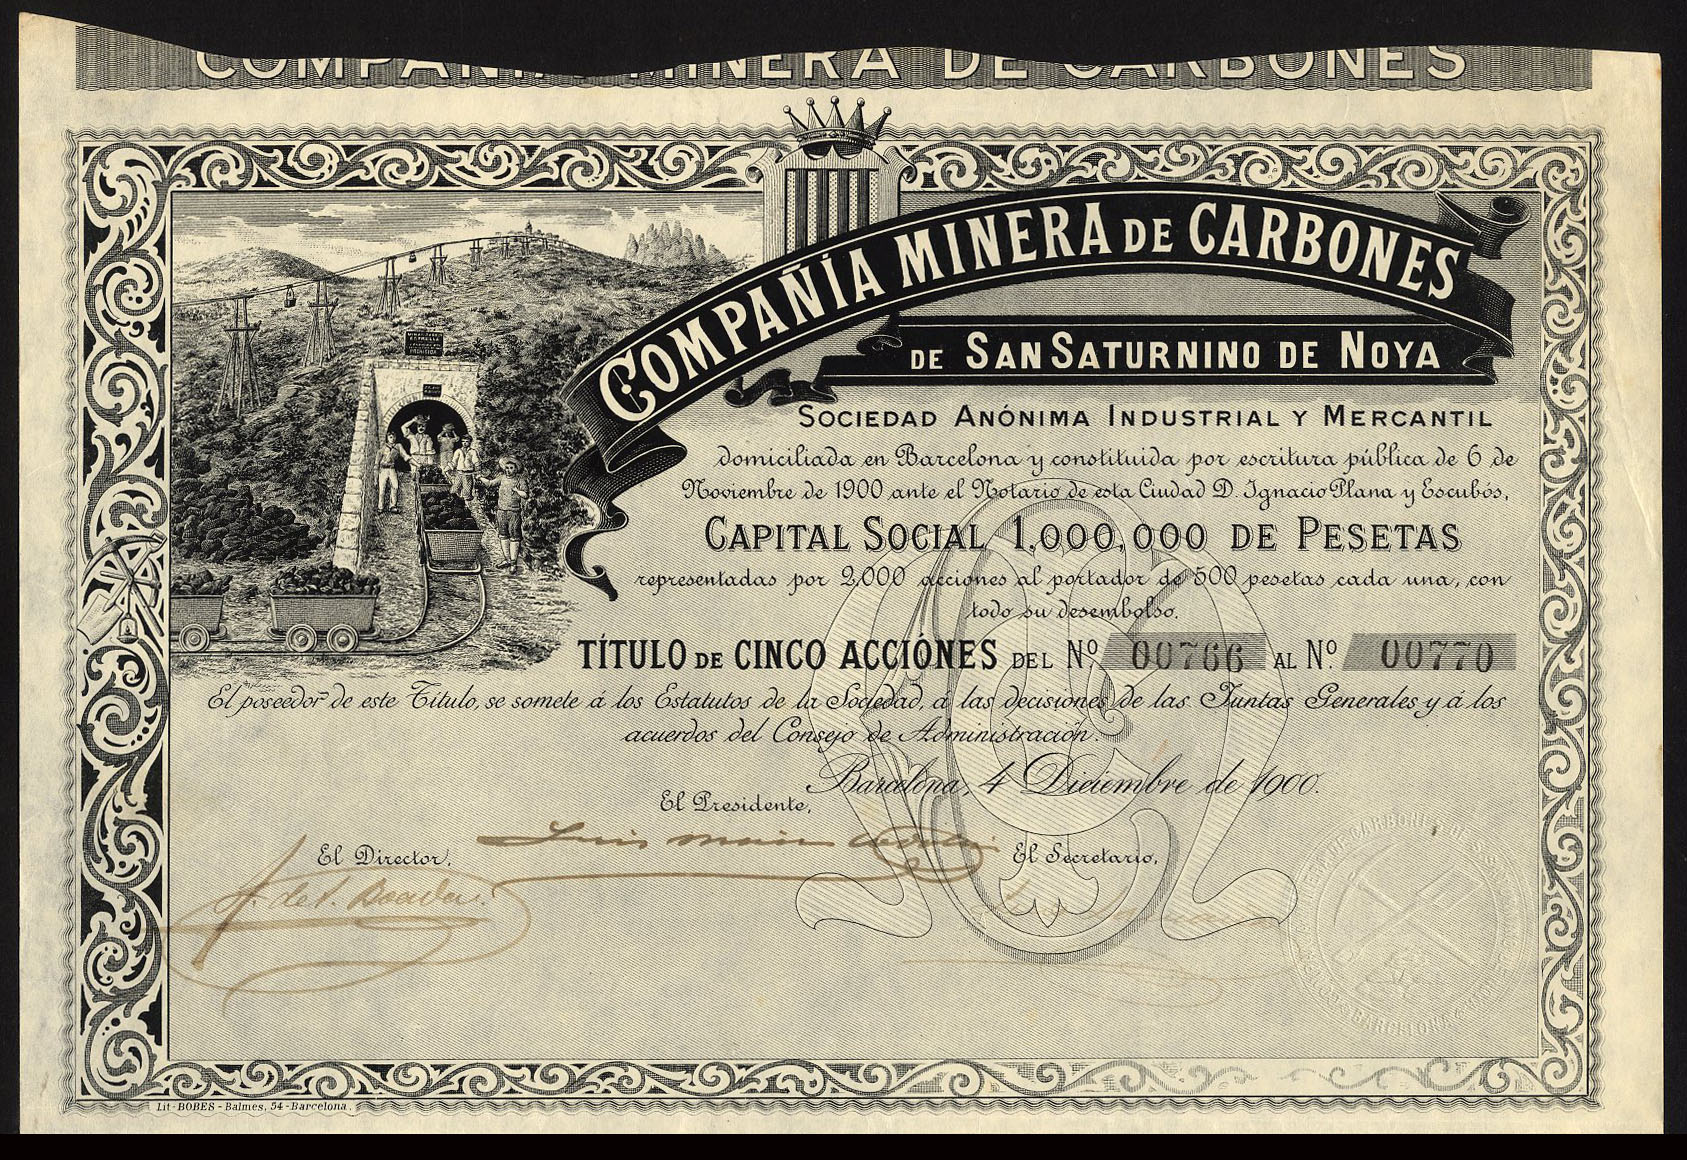 COMPAÑIA MINERA DE CARBONES
COMPAÑÍA MINERA DE CARBONES
DE SAN SATURNINO DE NOYA
SOCIEDAD ANÓNIMA INDUSTRIAL Y MERCANTIL
domiciliada en Barcelona y constituida por escritura pública de 6 de
Noviembre de 1900 ante el Notario de esta Ciudad D. Ignacio Plana y Escubós,
CAPITAL SOCIAL 1.000,000 DE PESETAS
representadas por 2,000 acciones al portador de 500 pesetas cada una, con
todo su desembolso.
TÍTULO DE CINCO ACCIÓNES DEL Nº 00766 AL Nº 00770
El poseedor de este Título, se somete á los Estatutos de la Sociedad, á las decisiones de las Juntas Generales y á los
acuerdos del Consejo de Administración.
Barcelona, 4 Diciembre de 1900.
El Presidente,
Luis
El Director,
El Secretario,
CARBONES DE S.
BARCELONA
Lit-BOBES-Balmes, 54-Barcelona.